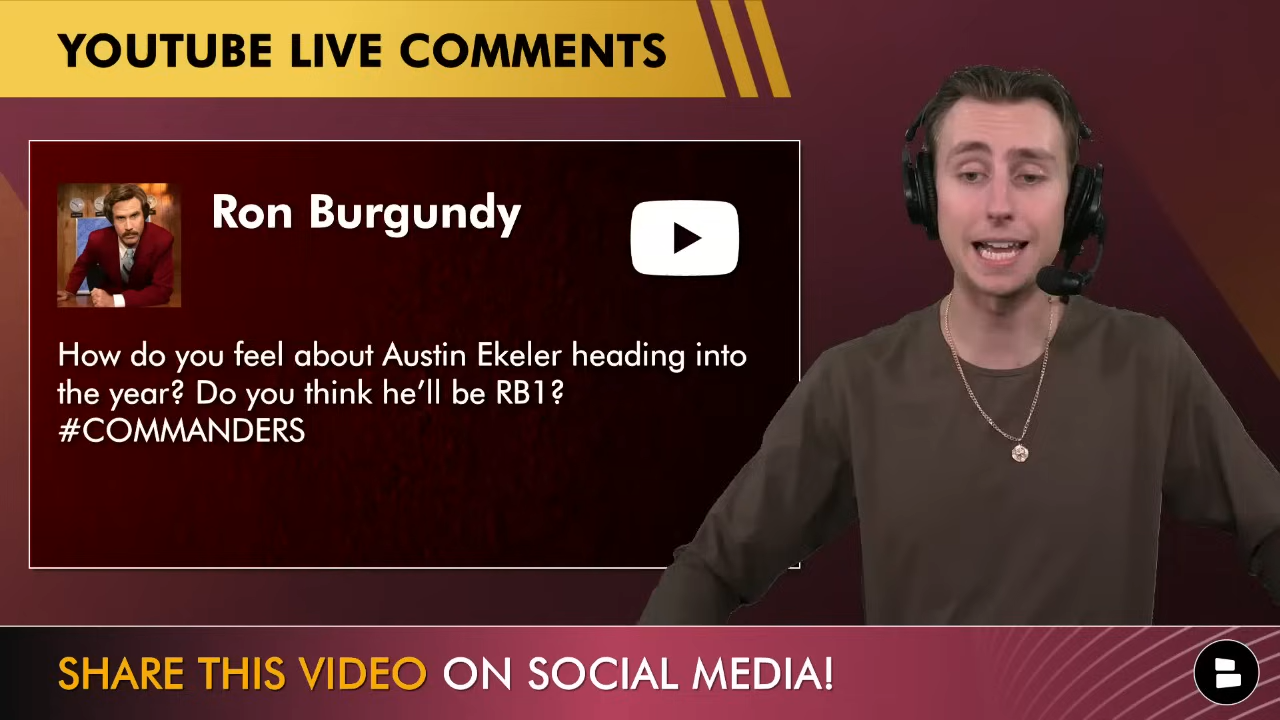 YOUTUBE LIVE COMMENTS
Ron Burgundy
How do you feel about Austin Ekeler heading into
the year? Do you think he’ll be RB1?
#COMMANDERS
SHARE THIS VIDEO ON SOCIAL MEDIA!